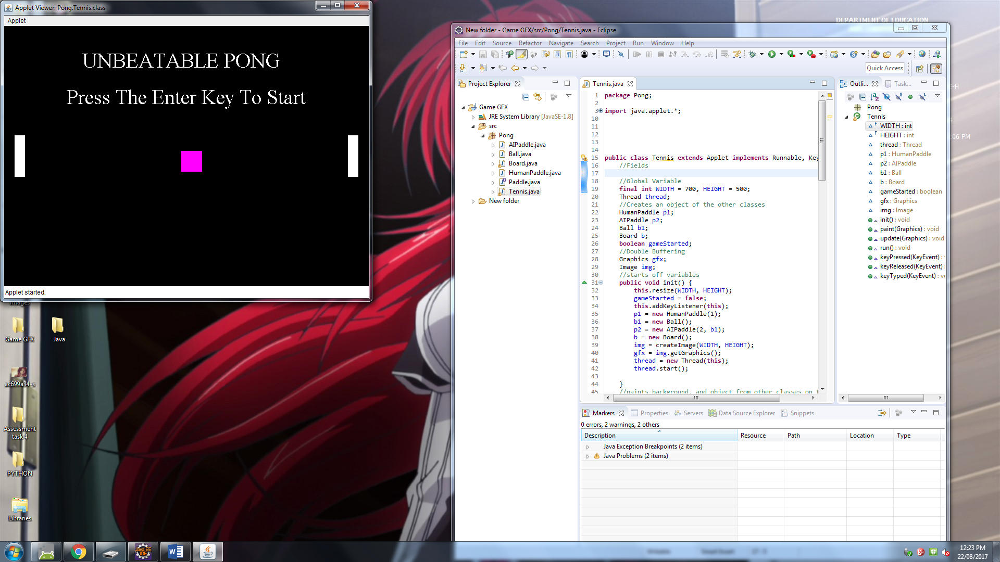 Applet Viewer: Pong.Tennis.class
Applet
UNBEATABLE PONG
Press The Enter Key To Start
Applet started.
Images
Game GFX
Java
ac699a34-s
Assessment
task 4
PYTHON
Libraries
DEPARTMENT OF EDUCATION
:06 PM
New folder - Game GFX/src/Pong/Tennis.java - Eclipse
File Edit Source Refactor Navigate Search Project Run Window Help
Quick Access
Project Explorer
Game GFX
JRE System Library [JavaSE-1.8]
src
Pong
AIPaddle.java
Ball.java
Board.java
HumanPaddle.java
Paddle.java
Tennis.java
New folder
Tennis.java
1 package Pong;
2
3 import java.applet.*;
10
11
12
13
14
15 public class Tennis extends Applet implements Runnable, Key
16 //Fields
17
18 //Global Variable
19 final int WIDTH = 700, HEIGHT = 500;
20 Thread thread;
21 //Creates an object of the other classes
22 HumanPaddle p1;
23 AIPaddle p2;
24 Ball b1;
25 Board b;
26 boolean gameStarted;
27 //Double Buffering
28 Graphics gfx;
29 Image img;
30 //starts off variables
31 public void init() {
32 this.resize(WIDTH, HEIGHT);
33 gameStarted = false;
34 this.addKeyListener(this);
35 p1 = new HumanPaddle(1);
36 b1 = new Ball();
37 p2 = new AIPaddle(2, b1);
38 b = new Board();
39 img = createImage(WIDTH, HEIGHT);
40 gfx = img.getGraphics();
41 thread = new Thread(this);
42 thread.start();
43
44 }
45 //paints background, and object from other classes on t
Outli... Task...
Pong
Tennis
WIDTH : int
HEIGHT : int
thread : Thread
p1 : HumanPaddle
p2 : AIPaddle
b1 : Ball
b : Board
gameStarted : boolean
gfx : Graphics
img : Image
init() : void
paint(Graphics) : void
update(Graphics) : void
run() : void
keyPressed(KeyEvent) :
keyReleased(KeyEvent)
keyTyped(KeyEvent) : v
Markers Properties Servers Data Source Explorer Snippets
0 errors, 2 warnings, 2 others
Description Resource Path Location Type
Java Exception Breakpoints (2 items)
Java Problems (2 items)
Java EE
IDE
12:23 PM
22/08/2017